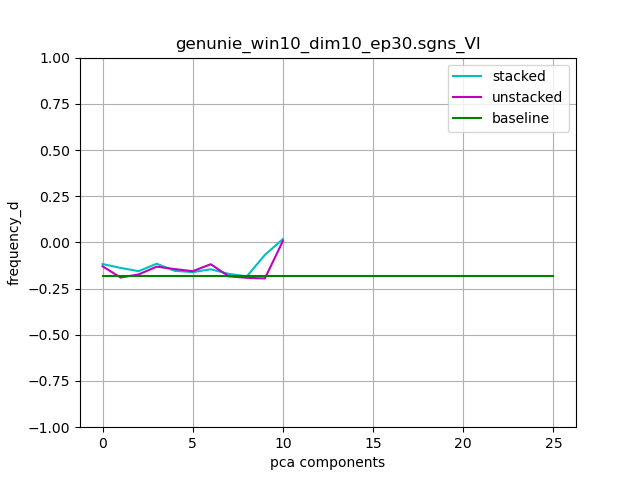 genunie_win10_dim10_ep30.sgns_VI
1.00
0.75
0.50
0.25
0.00
−0.25
−0.50
−0.75
−1.00
frequency_d
stacked
unstacked
baseline
0 5 10 15 20 25
pca components